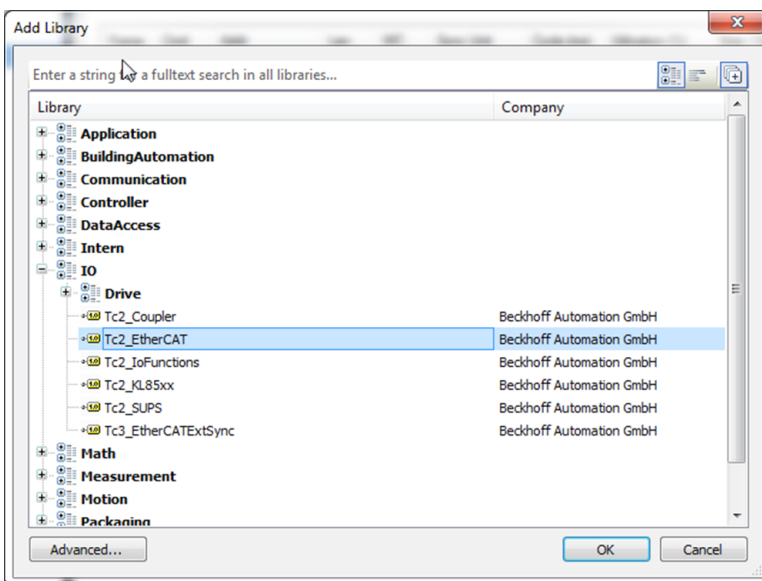 Add Library
Enter a string for a fulltext search in all libraries...
Library Company
Application
BuildingAutomation
Communication
Controller
DataAccess
Intern
IO
Drive
Tc2_Coupler Beckhoff Automation GmbH
Tc2_EtherCAT Beckhoff Automation GmbH
Tc2_IoFunctions Beckhoff Automation GmbH
Tc2_KL85xx Beckhoff Automation GmbH
Tc2_SUPS Beckhoff Automation GmbH
Tc3_EtherCATExtSync Beckhoff Automation GmbH
Math
Measurement
Motion
Packaging
Advanced... OK Cancel